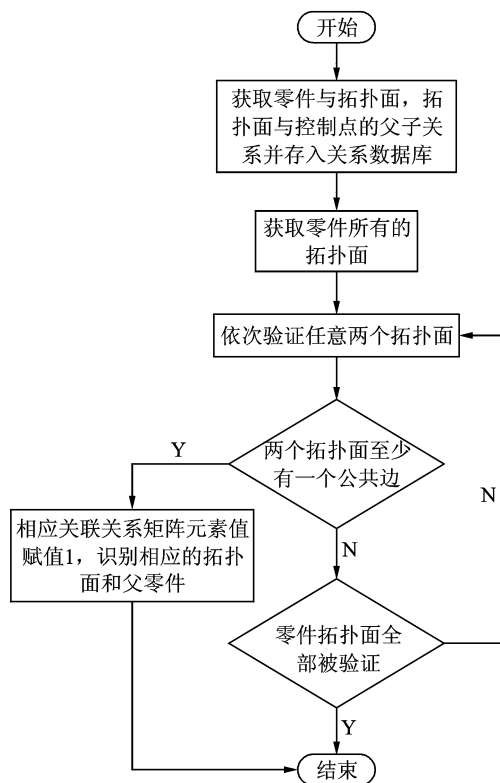 开始
获取零件与拓扑面，拓
扑面与控制点的父子关
系并存入关系数据库
获取零件所有的
拓扑面
依次验证任意两个拓扑面
两个拓扑面至少
有一个公共边
Y
N
相应关联关系矩阵元素值
赋值1，识别相应的拓扑
面和父零件
N
零件拓扑面全
部被验证
Y
结束